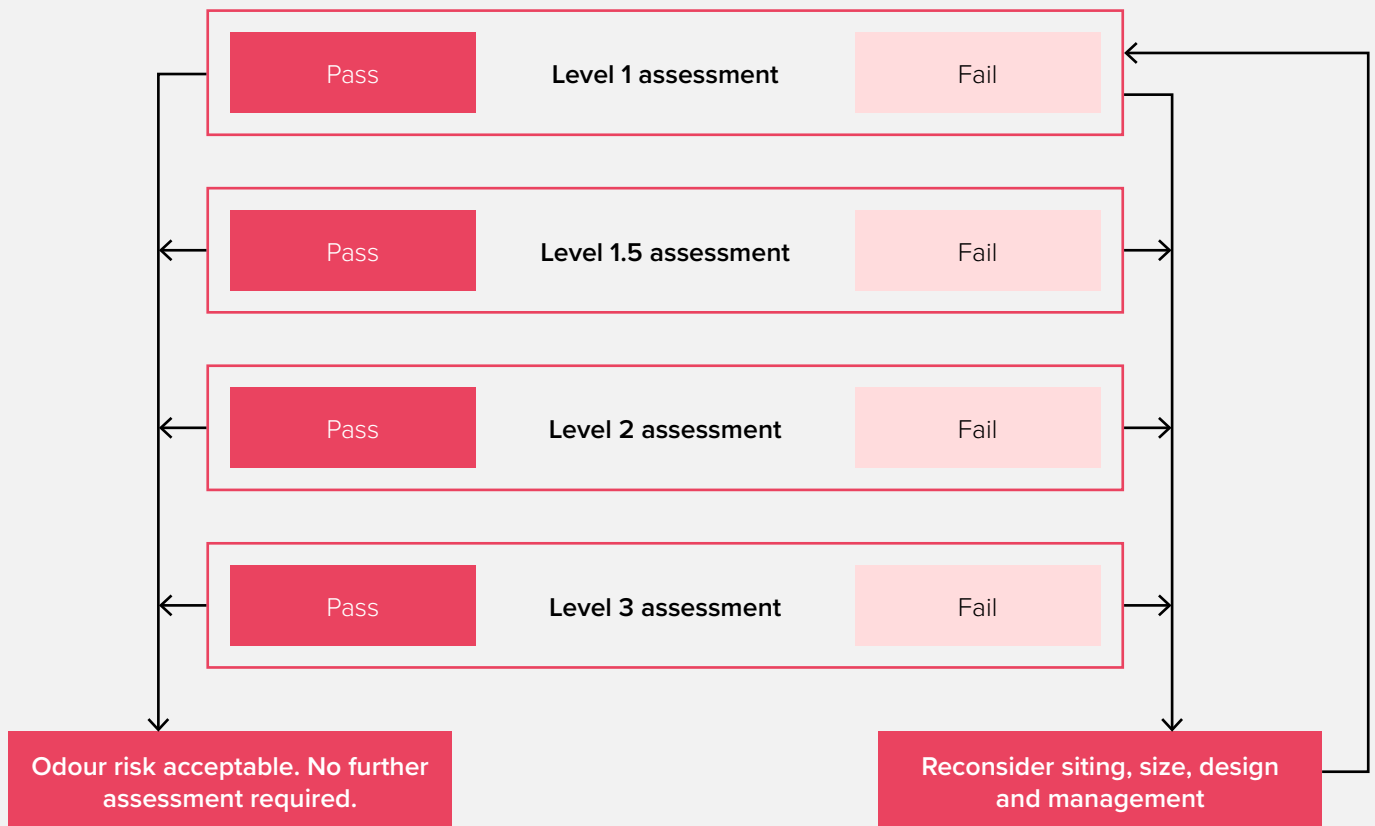 Pass Level 1 assessment Fail
Pass Level 1.5 assessment Fail
Pass Level 2 assessment Fail
Pass Level 3 assessment Fail
Odour risk acceptable. No further
assessment required.
Reconsider siting, size, design
and management